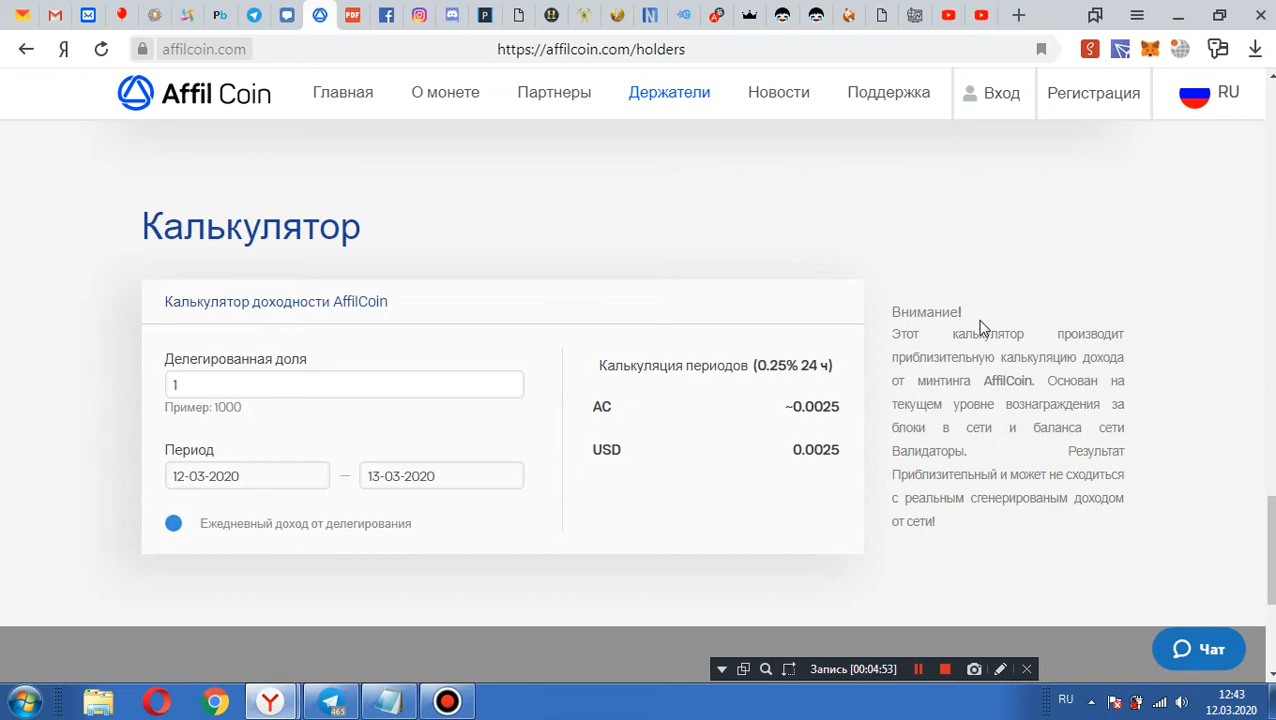 Pb
PDF
P
H
N
affilcoin.com
https://affilcoin.com/holders
Affil Coin
Главная
О монете
Партнеры
Держатели
Новости
Поддержка
Вход
Регистрация
RU
Калькулятор
Калькулятор доходности AffilCoin
Делегированная доля
1
Пример: 1000
Период
12-03-2020
—
13-03-2020
Ежедневный доход от делегирования
Калькуляция периодов (0.25% 24 ч)
AC ~0.0025
USD 0.0025
Внимание!
Этот калькулятор производит
приблизительную калькуляцию дохода
от минтинга AffilCoin. Основан на
текущем уровне вознаграждения за
блоки в сети и баланса сети
Валидаторы. Результат
Приблизительный и может не сходиться
с реальным сгенерированым доходом
от сети!
Чат
Запись [00:04:53]
465
RU
12:43
12.03.2020